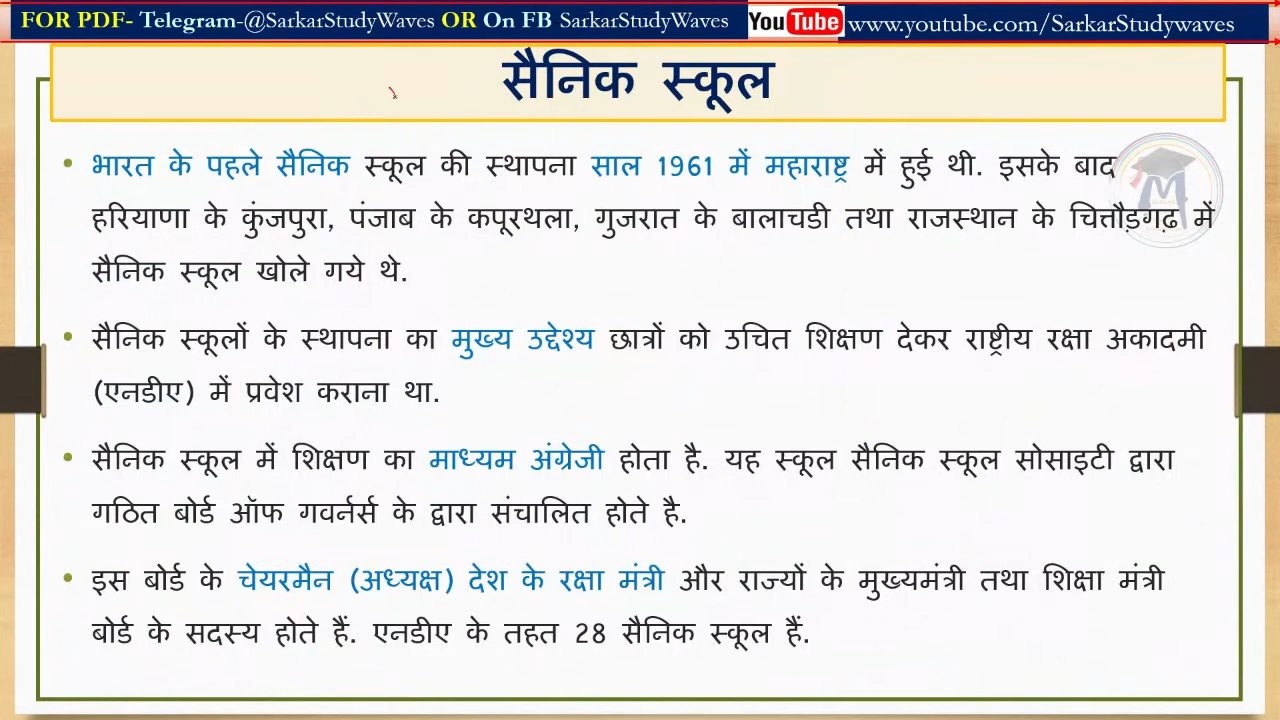 FOR PDF- Telegram-@SarkarStudyWaves OR On FB SarkarStudyWaves YouTube www.youtube.com/SarkarStudywaves
सैनिक स्कूल
• भारत के पहले सैनिक स्कूल की स्थापना साल 1961 में महाराष्ट्र में हुई थी. इसके बाद
हरियाणा के कुंजपुरा, पंजाब के कपूरथला, गुजरात के बालाचडी तथा राजस्थान के चित्तौड़गढ़ में
सैनिक स्कूल खोले गये थे.
• सैनिक स्कूलों के स्थापना का मुख्य उद्देश्य छात्रों को उचित शिक्षण देकर राष्ट्रीय रक्षा अकादमी
(एनडीए) में प्रवेश कराना था.
• सैनिक स्कूल में शिक्षण का माध्यम अंग्रेजी होता है. यह स्कूल सैनिक स्कूल सोसाइटी द्वारा
गठित बोर्ड ऑफ गवर्नर्स के द्वारा संचालित होते है.
• इस बोर्ड के चेयरमैन (अध्यक्ष) देश के रक्षा मंत्री और राज्यों के मुख्यमंत्री तथा शिक्षा मंत्री
बोर्ड के सदस्य होते हैं. एनडीए के तहत 28 सैनिक स्कूल हैं.